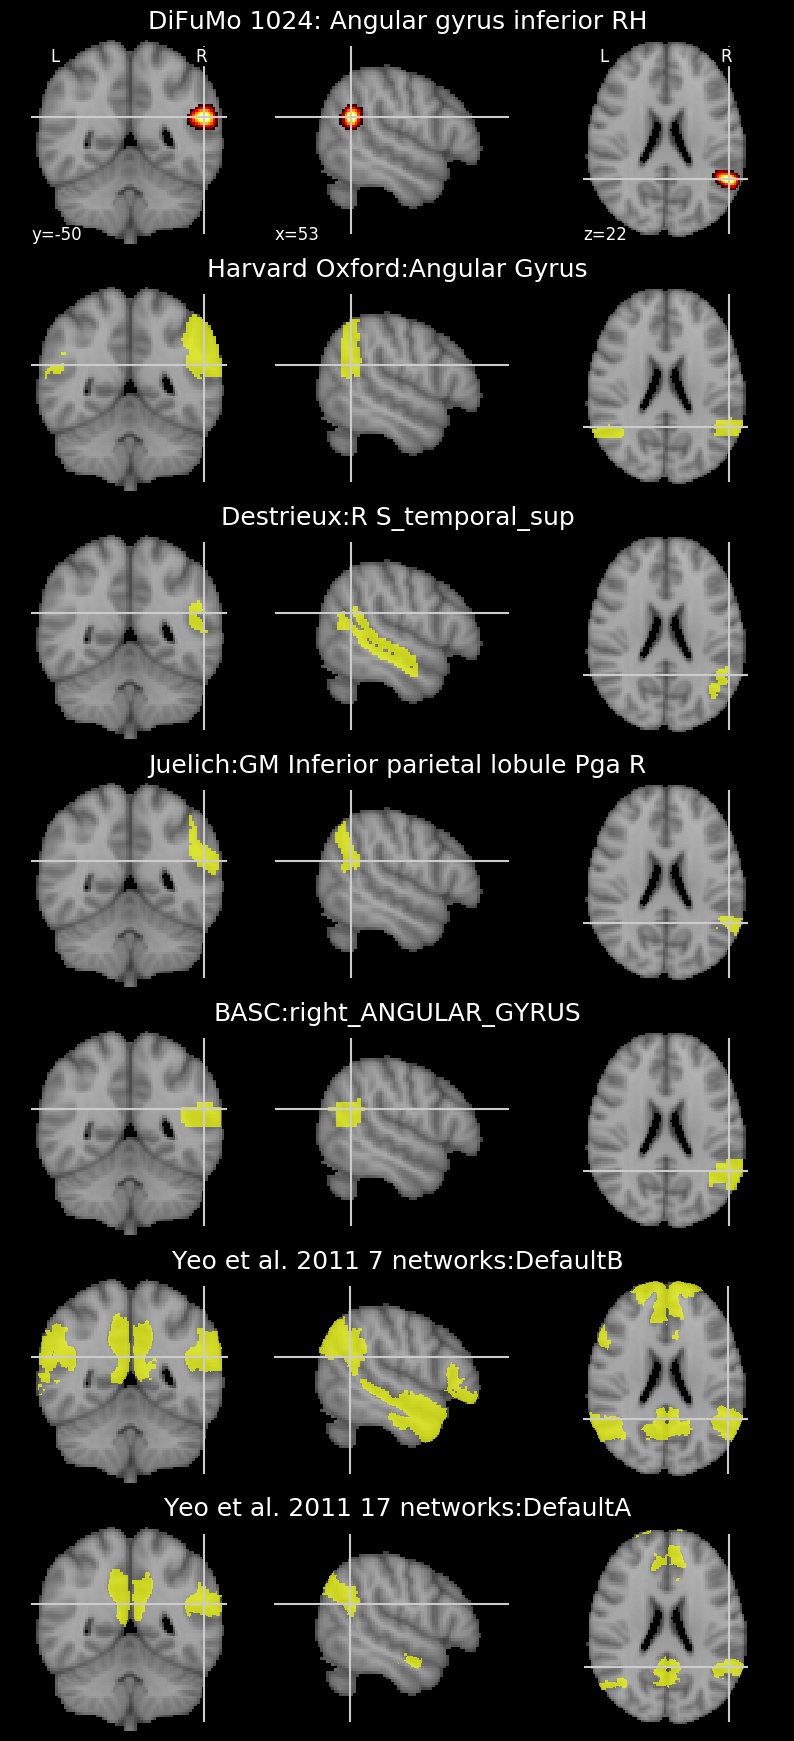 DiFuMo 1024: Angular gyrus inferior RH
L R L R
y=-50 x=53 z=22
Harvard Oxford:Angular Gyrus
Destrieux:R S_temporal_sup
Juelich:GM Inferior parietal lobule Pga R
BASC:right_ANGULAR_GYRUS
Yeo et al. 2011 7 networks:DefaultB
Yeo et al. 2011 17 networks:DefaultA